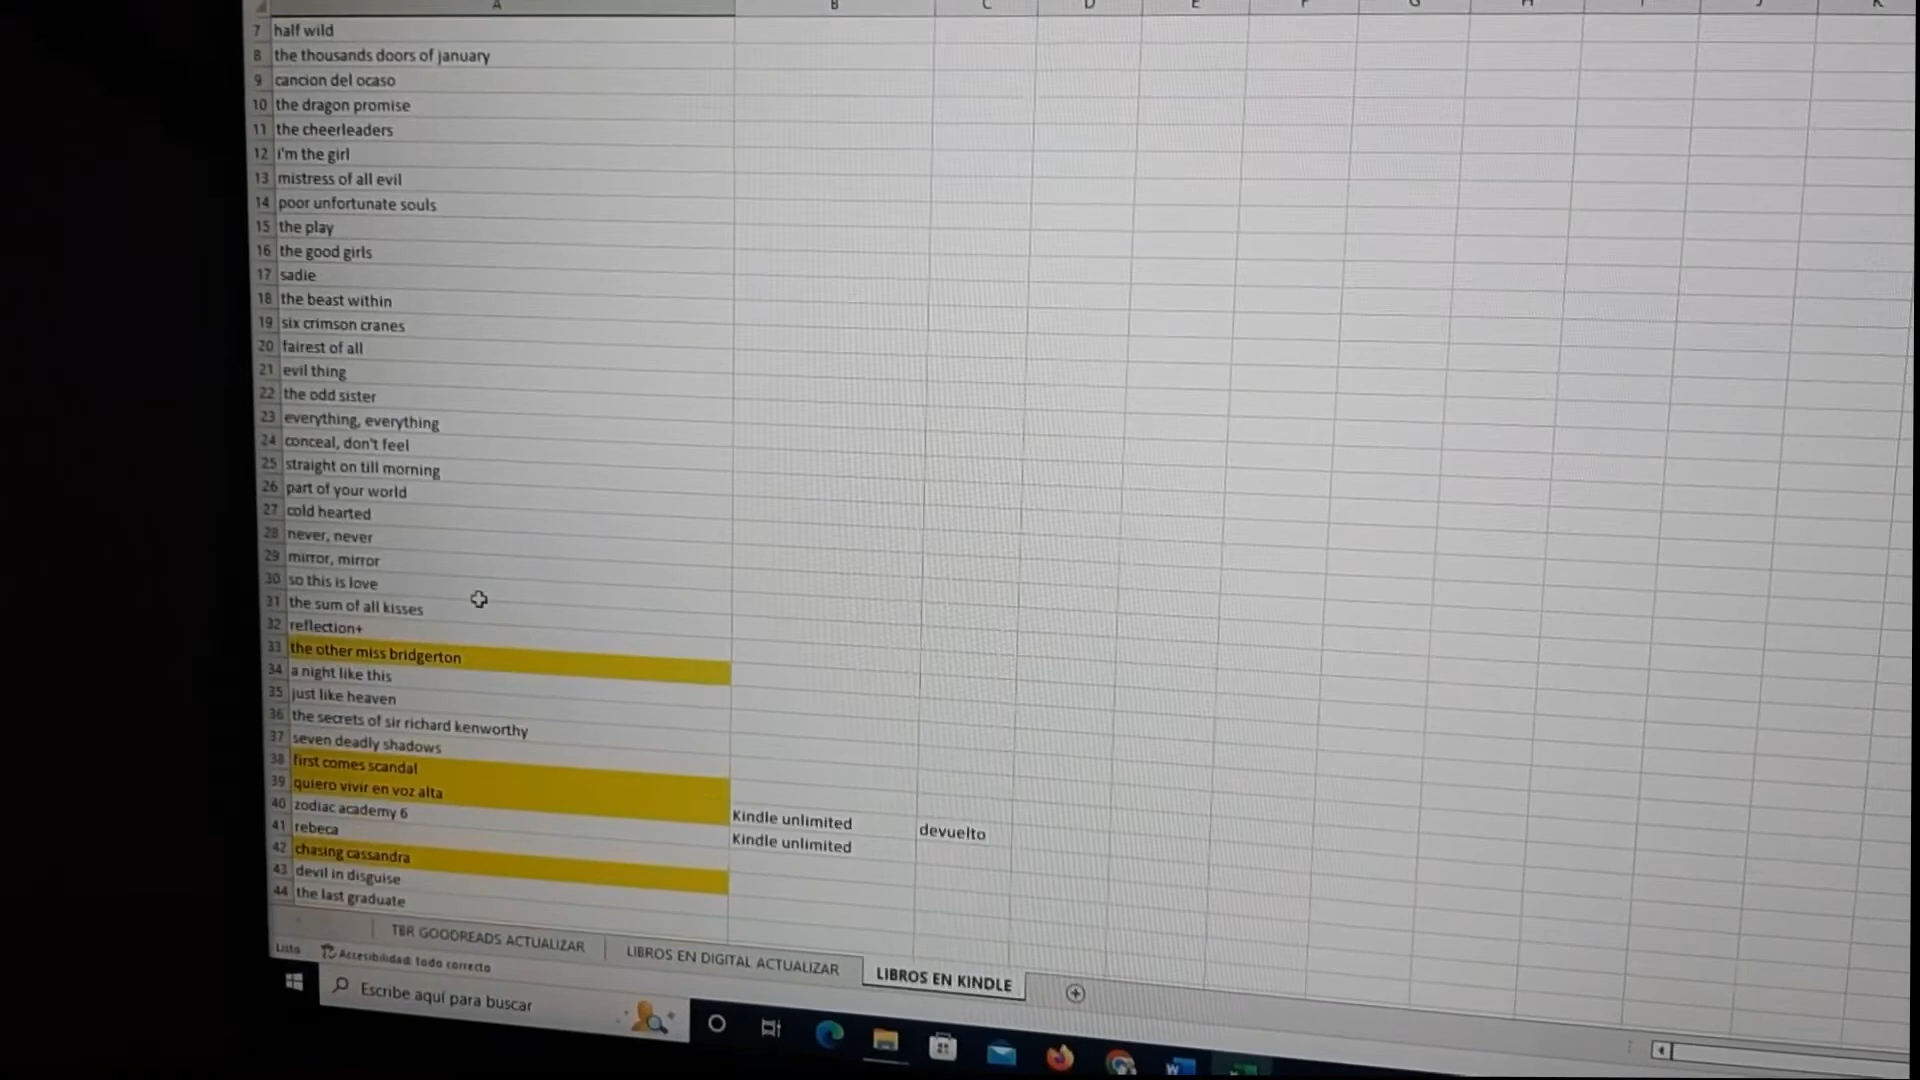 A B C D E F G H K
7 half wild
8 the thousands doors of january
9 cancion del ocaso
10 the dragon promise
11 the cheerleaders
12 i'm the girl
13 mistress of all evil
14 poor unfortunate souls
15 the play
16 the good girls
17 sadie
18 the beast within
19 six crimson cranes
20 fairest of all
21 evil thing
22 the odd sister
23 everything, everything
24 conceal, don't feel
25 straight on till morning
26 part of your world
27 cold hearted
28 never, never
29 mirror, mirror
30 so this is love
31 the sum of all kisses
32 reflection+
33 the other miss bridgerton
34 a night like this
35 just like heaven
36 the secrets of sir richard kenworthy
37 seven deadly shadows
38 first comes scandal
39 quiero vivir en voz alta
40 zodiac academy 6 Kindle unlimited devuelto
41 rebeca Kindle unlimited
42 chasing cassandra
43 devil in disguise
44 the last graduate
TBR GOODREADS ACTUALIZAR LIBROS EN DIGITAL ACTUALIZAR LIBROS EN KINDLE
Listo Accesibilidad: todo correcto
Escribe aquí para buscar